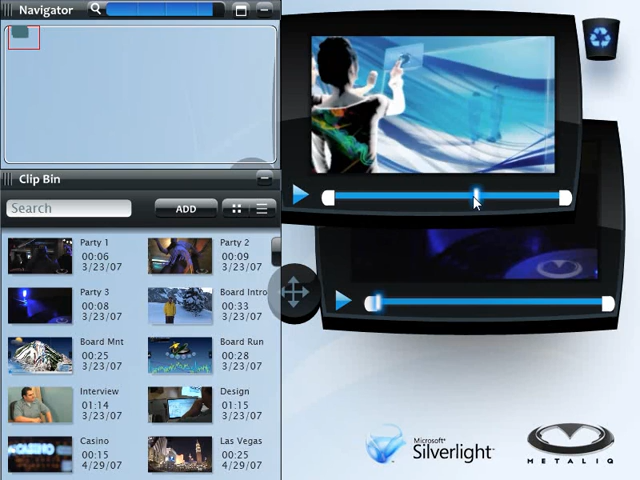 Navigator
Clip Bin
Search
ADD
Party 1
00:06
3/23/07
Party 2
00:09
3/23/07
Party 3
00:08
3/23/07
Board Intro
00:33
3/23/07
Board Mnt
00:25
3/23/07
Board Run
00:28
3/23/07
Interview
01:14
3/23/07
Design
01:15
3/23/07
Casino
00:15
4/29/07
Las Vegas
00:25
4/29/07
Microsoft®
Silverlight™
METALIQ